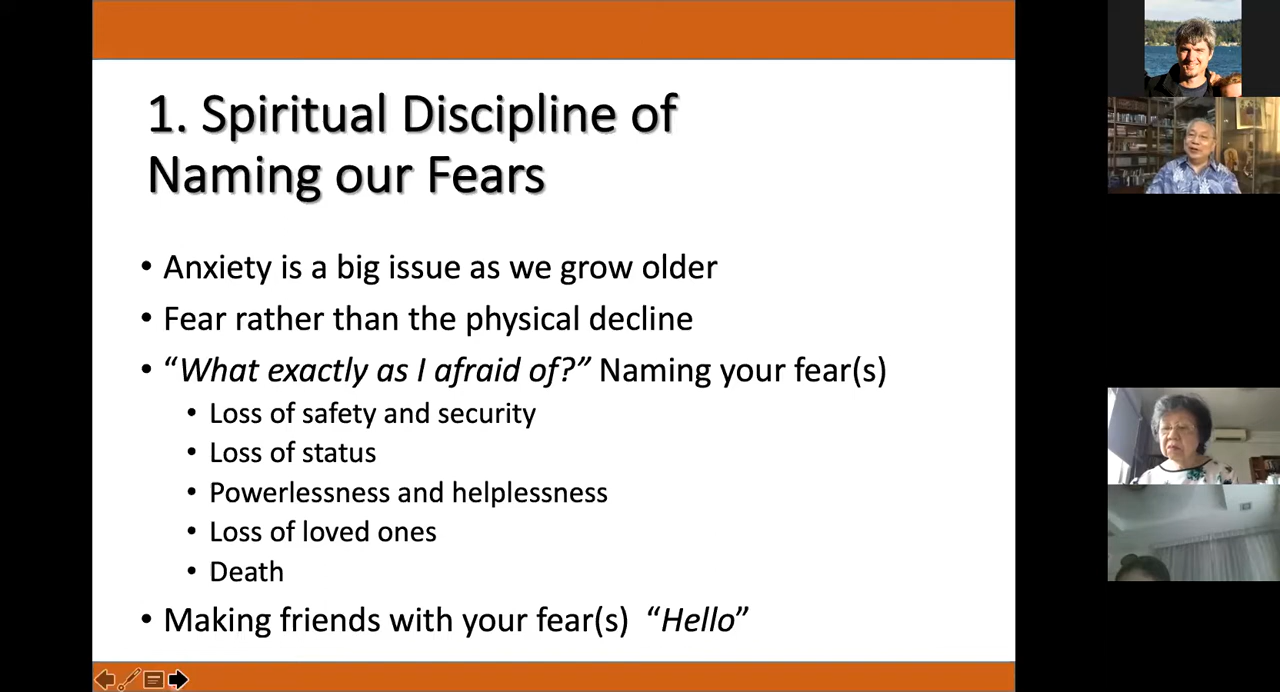 1. Spiritual Discipline of
Naming our Fears
• Anxiety is a big issue as we grow older
• Fear rather than the physical decline
• “What exactly as I afraid of?” Naming your fear(s)
• Loss of safety and security
• Loss of status
• Powerlessness and helplessness
• Loss of loved ones
• Death
• Making friends with your fear(s) “Hello”